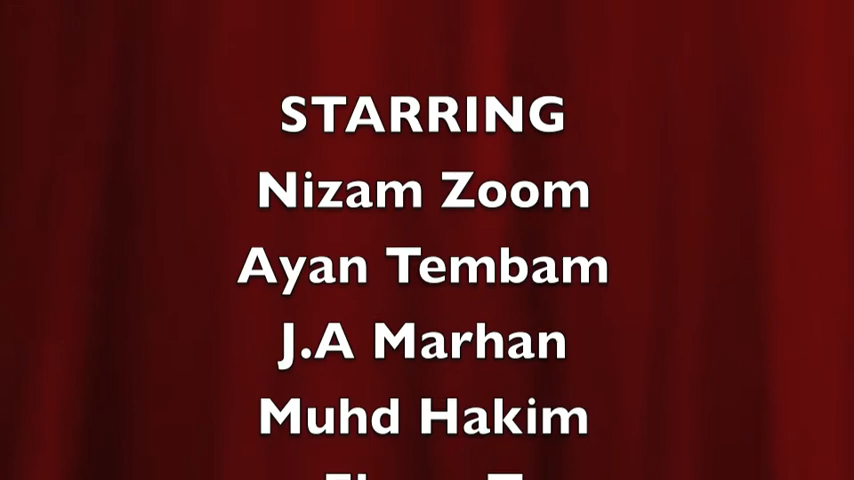 STARRING
Nizam Zoom
Ayan Tembam
J.A Marhan
Muhd Hakim